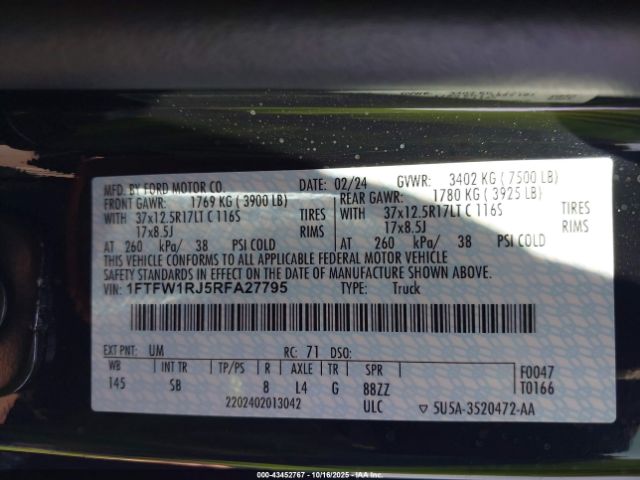 MFD. BY FORD MOTOR CO. DATE: 02/24 GVWR: 3402 KG ( 7500 LB)
FRONT GAWR: 1769 KG ( 3900 LB) REAR GAWR: 1780 KG ( 3925 LB)
WITH 37x12.5R17LT C 116S TIRES WITH 37x12.5R17LT C 116S TIRES
17x8.5J RIMS 17x8.5J RIMS
AT 260 kPa/ 38 PSI COLD AT 260 kPa/ 38 PSI COLD
THIS VEHICLE CONFORMS TO ALL APPLICABLE FEDERAL MOTOR VEHICLE
SAFETY STANDARDS IN EFFECT ON THE DATE OF MANUFACTURE SHOWN ABOVE.
VIN: 1FTFW1RJ5RFA27795 TYPE: Truck
EXT PNT: UM RC: 71 DSO:
WB INT TR TP/PS R AXLE TR SPR F0047
145 SB 8 L4 G 88ZZ T0166
2202402013042 ULC ▽ 5U5A-3520472-AA
© - 43452767 - 10/16/2025 - IAAI.COM